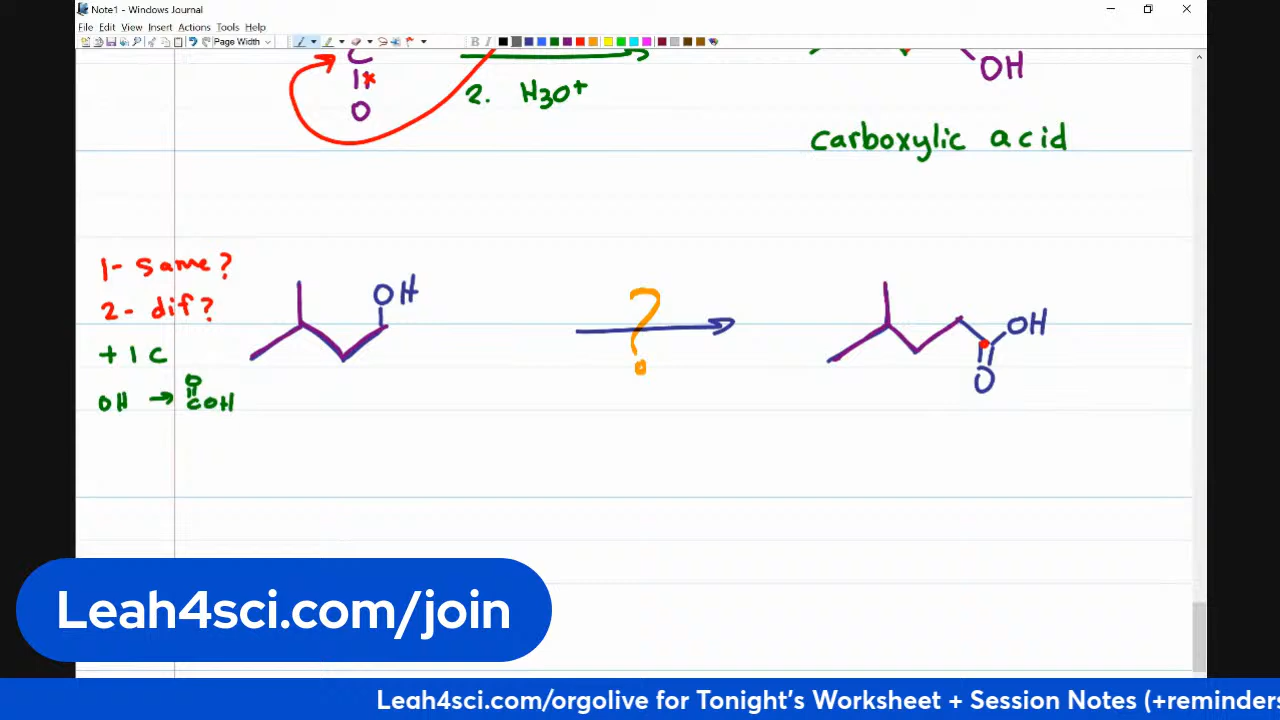 Note1 - Windows Journal
File Edit View Insert Actions Tools Help
Page Width
B I
C
O
2. H3O+
OH
carboxylic acid
1- same?
2- dif?
+ 1 C
OH → O
COH
OH
?
OH
O
Leah4sci.com/join
Leah4sci.com/orgolive for Tonight's Worksheet + Session Notes (+reminders